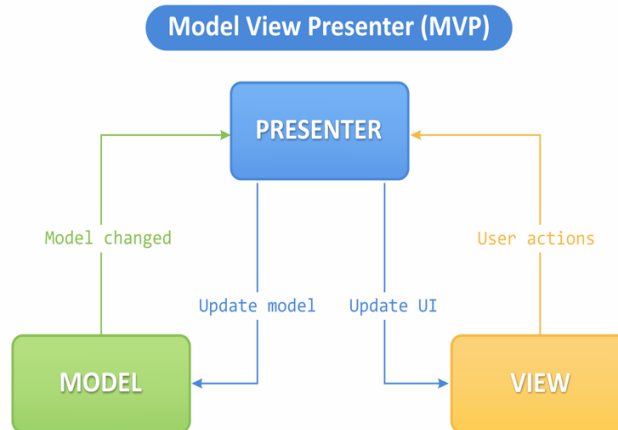 Model View Presenter (MVP)
PRESENTER
Model changed
User actions
Update model
Update UI
MODEL
VIEW